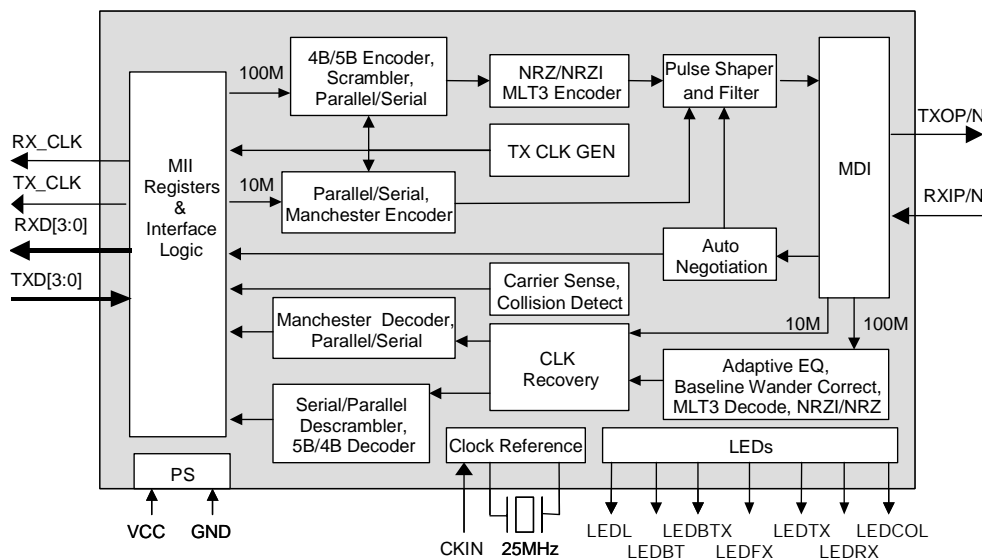 100M
4B/5B Encoder,
Scrambler,
Parallel/Serial
NRZ/NRZI
MLT3 Encoder
Pulse Shaper
and Filter
TXOP/N
RX_CLK
TX CLK GEN
MII
Registers
&
Interface
Logic
MDI
TX_CLK
10M
Parallel/Serial,
Manchester Encoder
RXIP/N
RXD[3:0]
Auto
Negotiation
TXD[3:0]
Carrier Sense,
Collision Detect
10M
100M
Manchester Decoder,
Parallel/Serial
CLK
Recovery
Adaptive EQ,
Baseline Wander Correct,
MLT3 Decode, NRZI/NRZ
Serial/Parallel
Descrambler,
5B/4B Decoder
Clock Reference
LEDs
PS
VCC
GND
CKIN
25MHz
LEDL
LEDBT
LEDBTX
LEDFX
LEDTX
LEDRX
LEDCOL